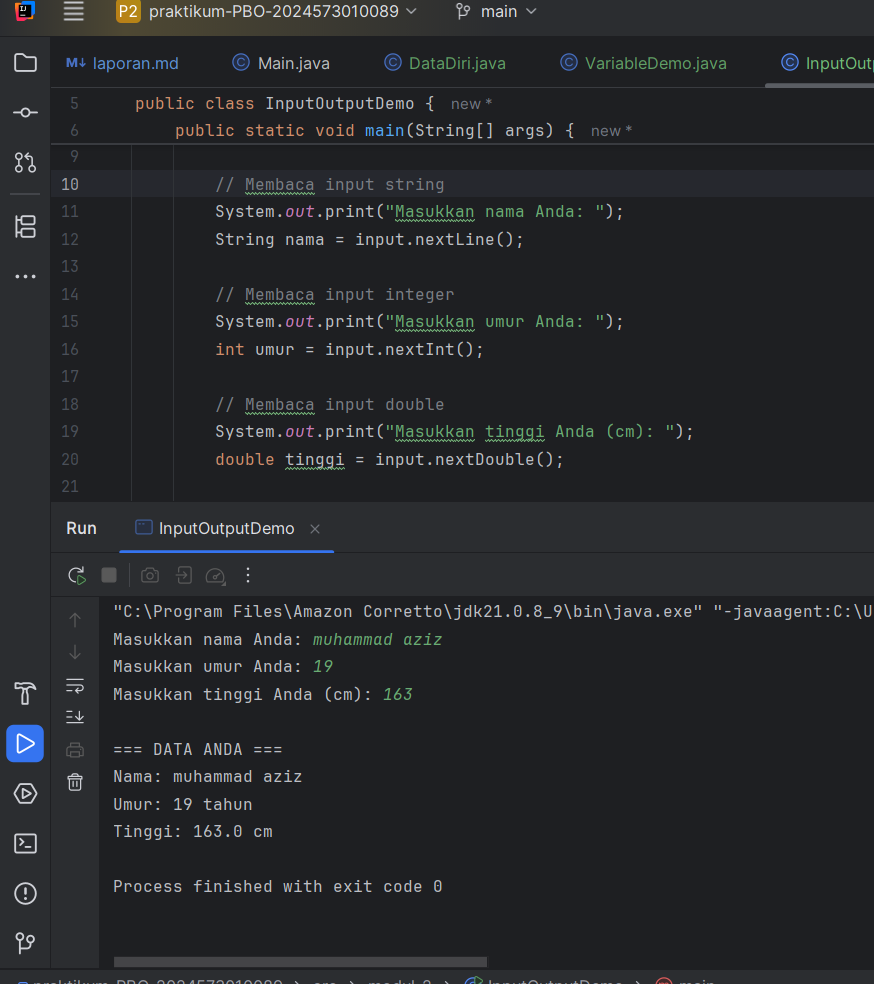 P2 praktikum-PBO-2024573010089 main
M↓ laporan.md Main.java DataDiri.java VariableDemo.java InputOut
5 public class InputOutputDemo { new *
6 public static void main(String[] args) { new *
9
10 // Membaca input string
11 System.out.print("Masukkan nama Anda: ");
12 String nama = input.nextLine();
13
14 // Membaca input integer
15 System.out.print("Masukkan umur Anda: ");
16 int umur = input.nextInt();
17
18 // Membaca input double
19 System.out.print("Masukkan tinggi Anda (cm): ");
20 double tinggi = input.nextDouble();
21
Run InputOutputDemo
"C:\Program Files\Amazon Corretto\jdk21.0.8_9\bin\java.exe" "-javaagent:C:\U
Masukkan nama Anda: muhammad aziz
Masukkan umur Anda: 19
Masukkan tinggi Anda (cm): 163
=== DATA ANDA ===
Nama: muhammad aziz
Umur: 19 tahun
Tinggi: 163.0 cm
Process finished with exit code 0
praktikum-PBO-2024573010089 > src > modul_2 > InputOutputDemo > main